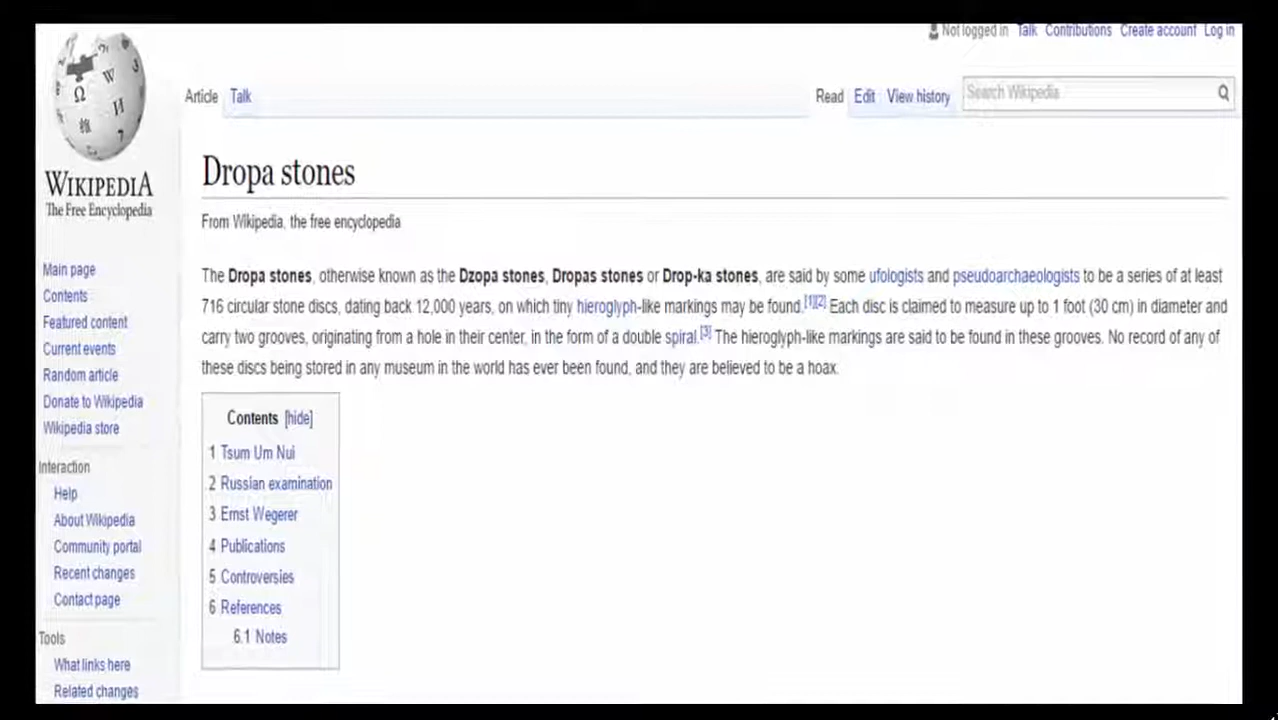 Not logged in Talk Contributions Create account Log in
Article Talk Read Edit View history Search Wikipedia
WIKIPEDIA
The Free Encyclopedia
Dropa stones
From Wikipedia, the free encyclopedia
The Dropa stones, otherwise known as the Dzopa stones, Dropas stones or Drop-ka stones, are said by some ufologists and pseudoarchaeologists to be a series of at least
716 circular stone discs, dating back 12,000 years, on which tiny hieroglyph-like markings may be found.[1][2] Each disc is claimed to measure up to 1 foot (30 cm) in diameter and
carry two grooves, originating from a hole in their center, in the form of a double spiral.[3] The hieroglyph-like markings are said to be found in these grooves. No record of any of
these discs being stored in any museum in the world has ever been found, and they are believed to be a hoax.
Contents [hide]
1 Tsum Um Nui
2 Russian examination
3 Ernst Wegerer
4 Publications
5 Controversies
6 References
6.1 Notes
Main page
Contents
Featured content
Current events
Random article
Donate to Wikipedia
Wikipedia store
Interaction
Help
About Wikipedia
Community portal
Recent changes
Contact page
Tools
What links here
Related changes